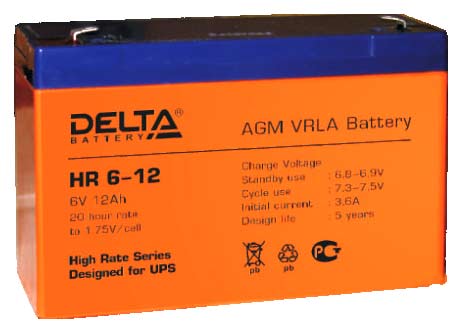 DELTA®
BATTERY
HR 6-12
6V 12Ah
20 hour rate
to 1.75V/cell
High Rate Series
Designed for UPS
AGM VRLA Battery
Charge Voltage
Standby use : 6.8-6.9V
Cycle use : 7.3-7.5V
Initial current : 3.6A
Design life : 5 years
pb pb